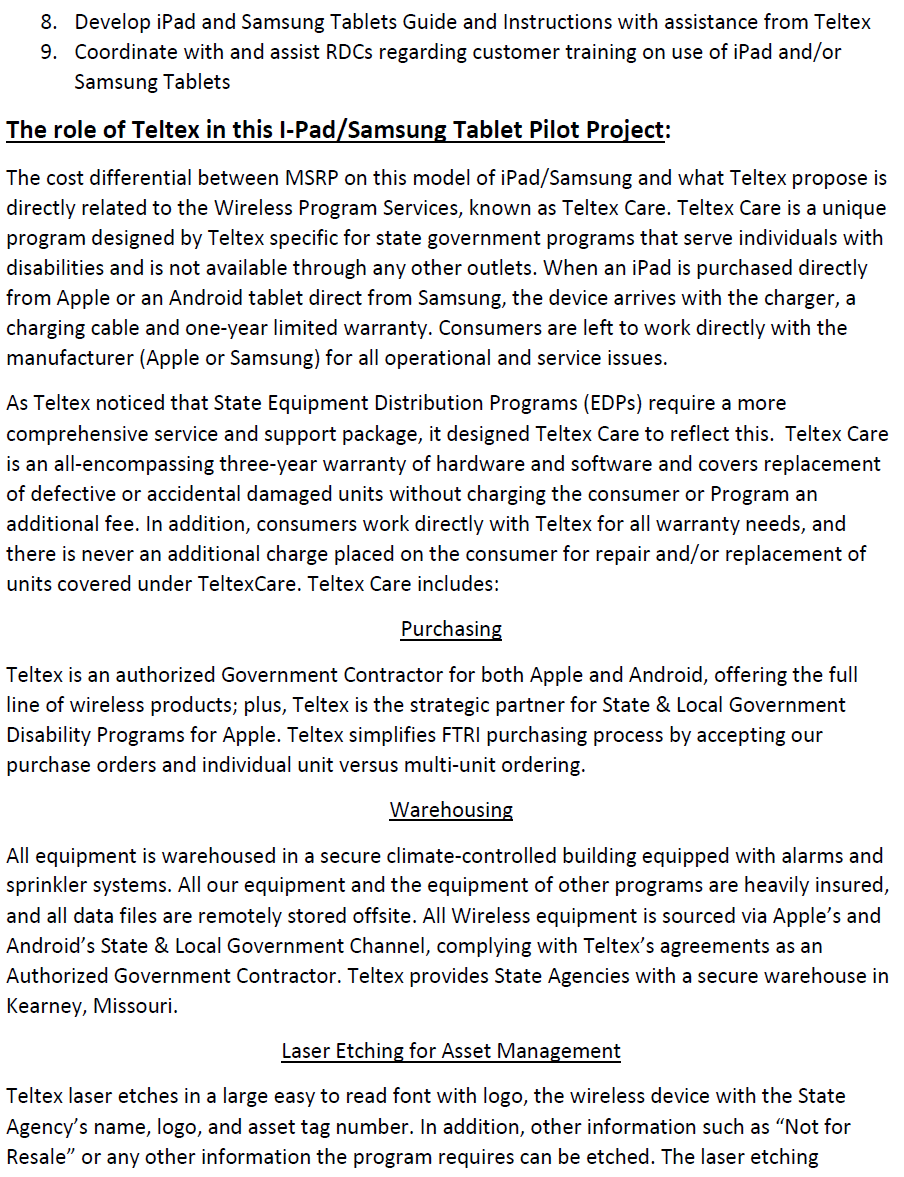 8. Develop iPad and Samsung Tablets Guide and Instructions with assistance from Teltex
9. Coordinate with and assist RDCs regarding customer training on use of iPad and/or
Samsung Tablets
The role of Teltex in this I-Pad/Samsung Tablet Pilot Project:
The cost differential between MSRP on this model of iPad/Samsung and what Teltex propose is
directly related to the Wireless Program Services, known as Teltex Care. Teltex Care is a unique
program designed by Teltex specific for state government programs that serve individuals with
disabilities and is not available through any other outlets. When an iPad is purchased directly
from Apple or an Android tablet direct from Samsung, the device arrives with the charger, a
charging cable and one-year limited warranty. Consumers are left to work directly with the
manufacturer (Apple or Samsung) for all operational and service issues.
As Teltex noticed that State Equipment Distribution Programs (EDPs) require a more
comprehensive service and support package, it designed Teltex Care to reflect this.  Teltex Care
is an all-encompassing three-year warranty of hardware and software and covers replacement
of defective or accidental damaged units without charging the consumer or Program an
additional fee. In addition, consumers work directly with Teltex for all warranty needs, and
there is never an additional charge placed on the consumer for repair and/or replacement of
units covered under TeltexCare. Teltex Care includes:
Purchasing
Teltex is an authorized Government Contractor for both Apple and Android, offering the full
line of wireless products; plus, Teltex is the strategic partner for State & Local Government
Disability Programs for Apple. Teltex simplifies FTRI purchasing process by accepting our
purchase orders and individual unit versus multi-unit ordering.
Warehousing
All equipment is warehoused in a secure climate-controlled building equipped with alarms and
sprinkler systems. All our equipment and the equipment of other programs are heavily insured,
and all data files are remotely stored offsite. All Wireless equipment is sourced via Apple’s and
Android’s State & Local Government Channel, complying with Teltex’s agreements as an
Authorized Government Contractor. Teltex provides State Agencies with a secure warehouse in
Kearney, Missouri.
Laser Etching for Asset Management
Teltex laser etches in a large easy to read font with logo, the wireless device with the State
Agency’s name, logo, and asset tag number. In addition, other information such as “Not for
Resale” or any other information the program requires can be etched. The laser etching